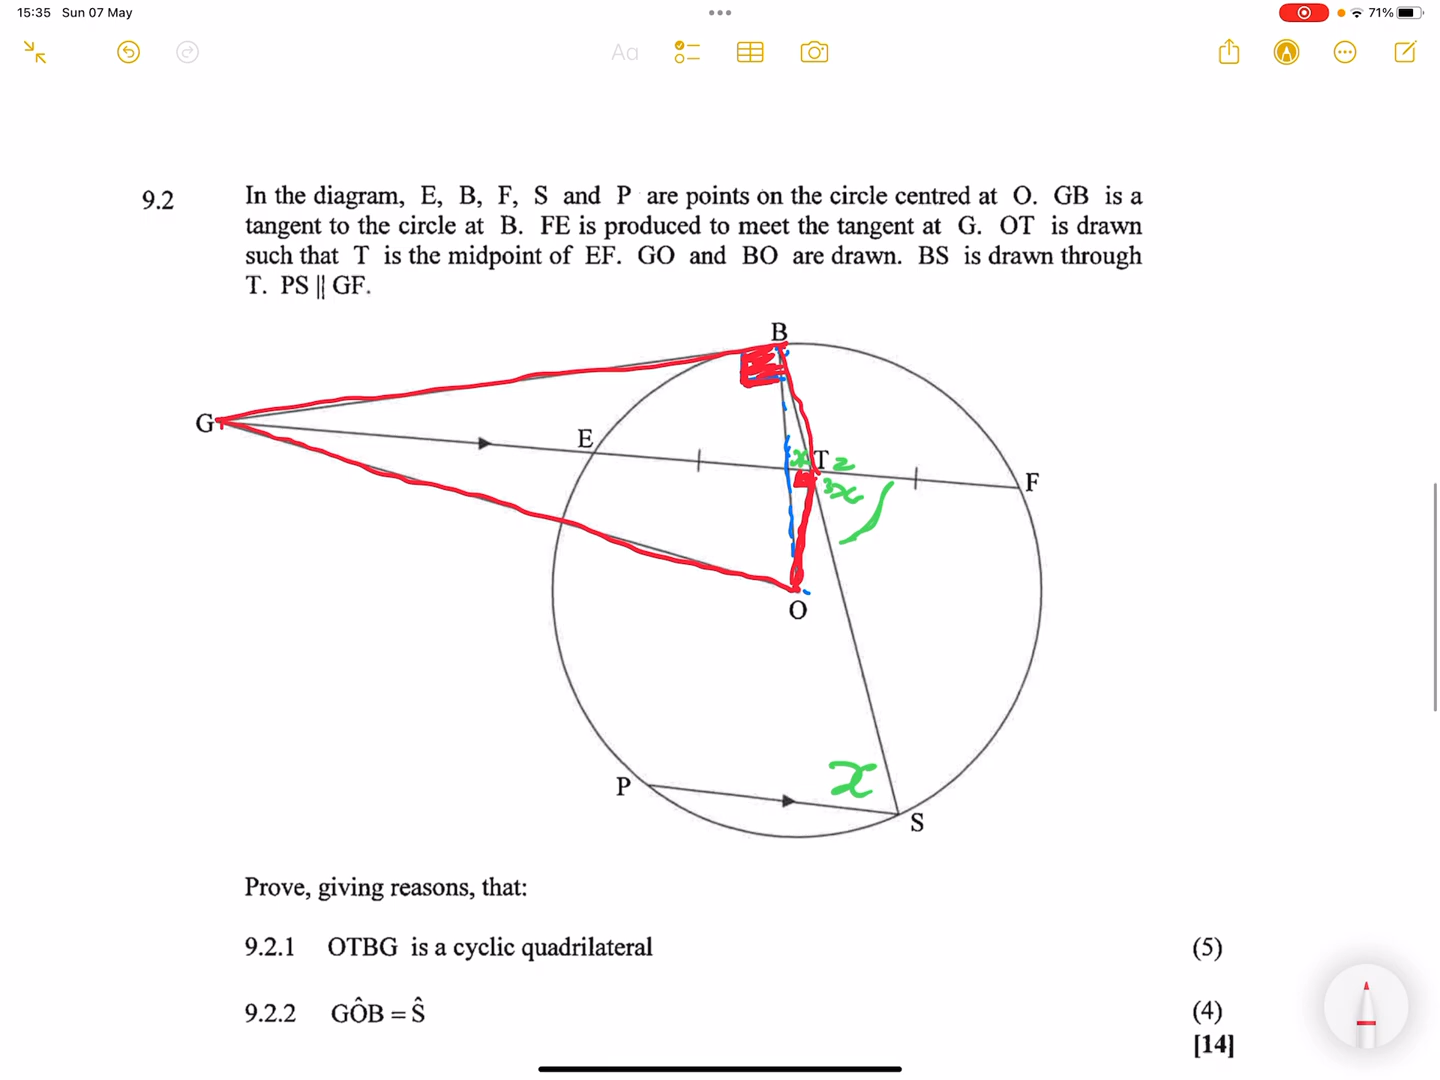 15:35 Sun 07 May
71%
Aa
9.2 In the diagram, E, B, F, S and P are points on the circle centred at O. GB is a
tangent to the circle at B. FE is produced to meet the tangent at G. OT is drawn
such that T is the midpoint of EF. GO and BO are drawn. BS is drawn through
T. PS || GF.
B
G
E
x T 2
3x
F
O
P
x
S
Prove, giving reasons, that:
9.2.1 OTBG is a cyclic quadrilateral (5)
9.2.2 GÔB = Ŝ (4)
[14]